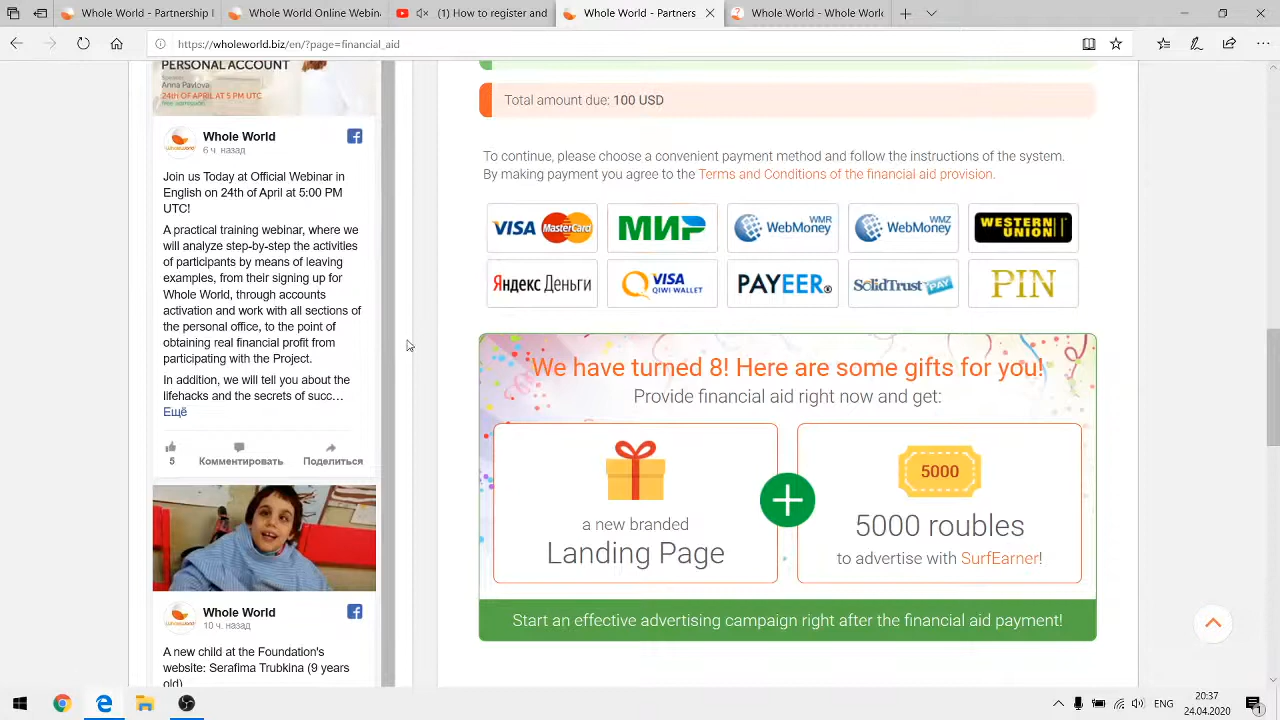 (1) How to register and
Whole World - Partners
Whole World - Whole World
https://wholeworld.biz/en/?page=financial_aid
PERSONAL ACCOUNT
Speaker
Anna Pavlova
24TH OF APRIL AT 5 PM UTC
free admission
Whole World
6 ч. назад
Join us Today at Official Webinar in
English on 24th of April at 5:00 PM
UTC!
A practical training webinar, where we
will analyze step-by-step the activities
of participants by means of leaving
examples, from their signing up for
Whole World, through accounts
activation and work with all sections of
the personal office, to the point of
obtaining real financial profit from
participating with the Project.
In addition, we will tell you about the
lifehacks and the secrets of succ...
Ещё
5
Комментировать
Поделиться
Whole World
10 ч. назад
A new child at the Foundation's
website: Serafima Trubkina (9 years
old)
Total amount due: 100 USD
To continue, please choose a convenient payment method and follow the instructions of the system.
By making payment you agree to the Terms and Conditions of the financial aid provision.
VISA MasterCard
МИР
WebMoney WMR
WebMoney WMZ
WESTERN UNION
Яндекс Деньги
VISA QIWI WALLET
PAYEER®
SolidTrust PAY
PIN
We have turned 8! Here are some gifts for you!
Provide financial aid right now and get:
a new branded
Landing Page
5000
5000 roubles
to advertise with SurfEarner!
Start an effective advertising campaign right after the financial aid payment!
ENG
20:37
24.04.2020